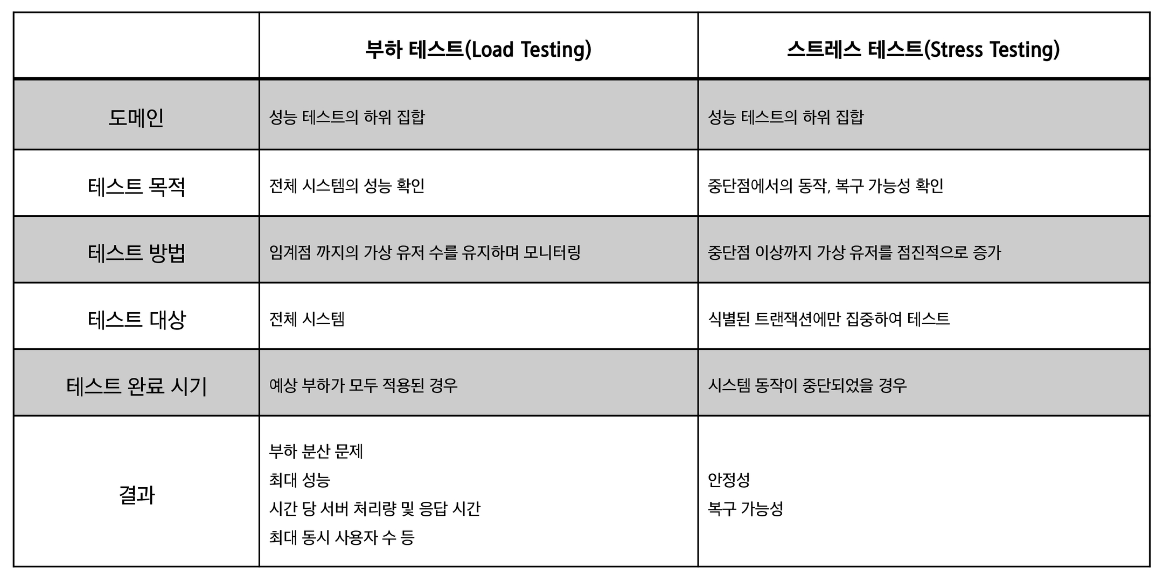 부하 테스트(Load Testing) 스트레스 테스트(Stress Testing)
도메인 성능 테스트의 하위 집합 성능 테스트의 하위 집합
테스트 목적 전체 시스템의 성능 확인 중단점에서의 동작, 복구 가능성 확인
테스트 방법 임계점 까지의 가상 유저 수를 유지하며 모니터링 중단점 이상까지 가상 유저를 점진적으로 증가
테스트 대상 전체 시스템 식별된 트랜잭션에만 집중하여 테스트
테스트 완료 시기 예상 부하가 모두 적용된 경우 시스템 동작이 중단되었을 경우
결과
부하 분산 문제
최대 성능
시간 당 서버 처리량 및 응답 시간
최대 동시 사용자 수 등
안정성
복구 가능성